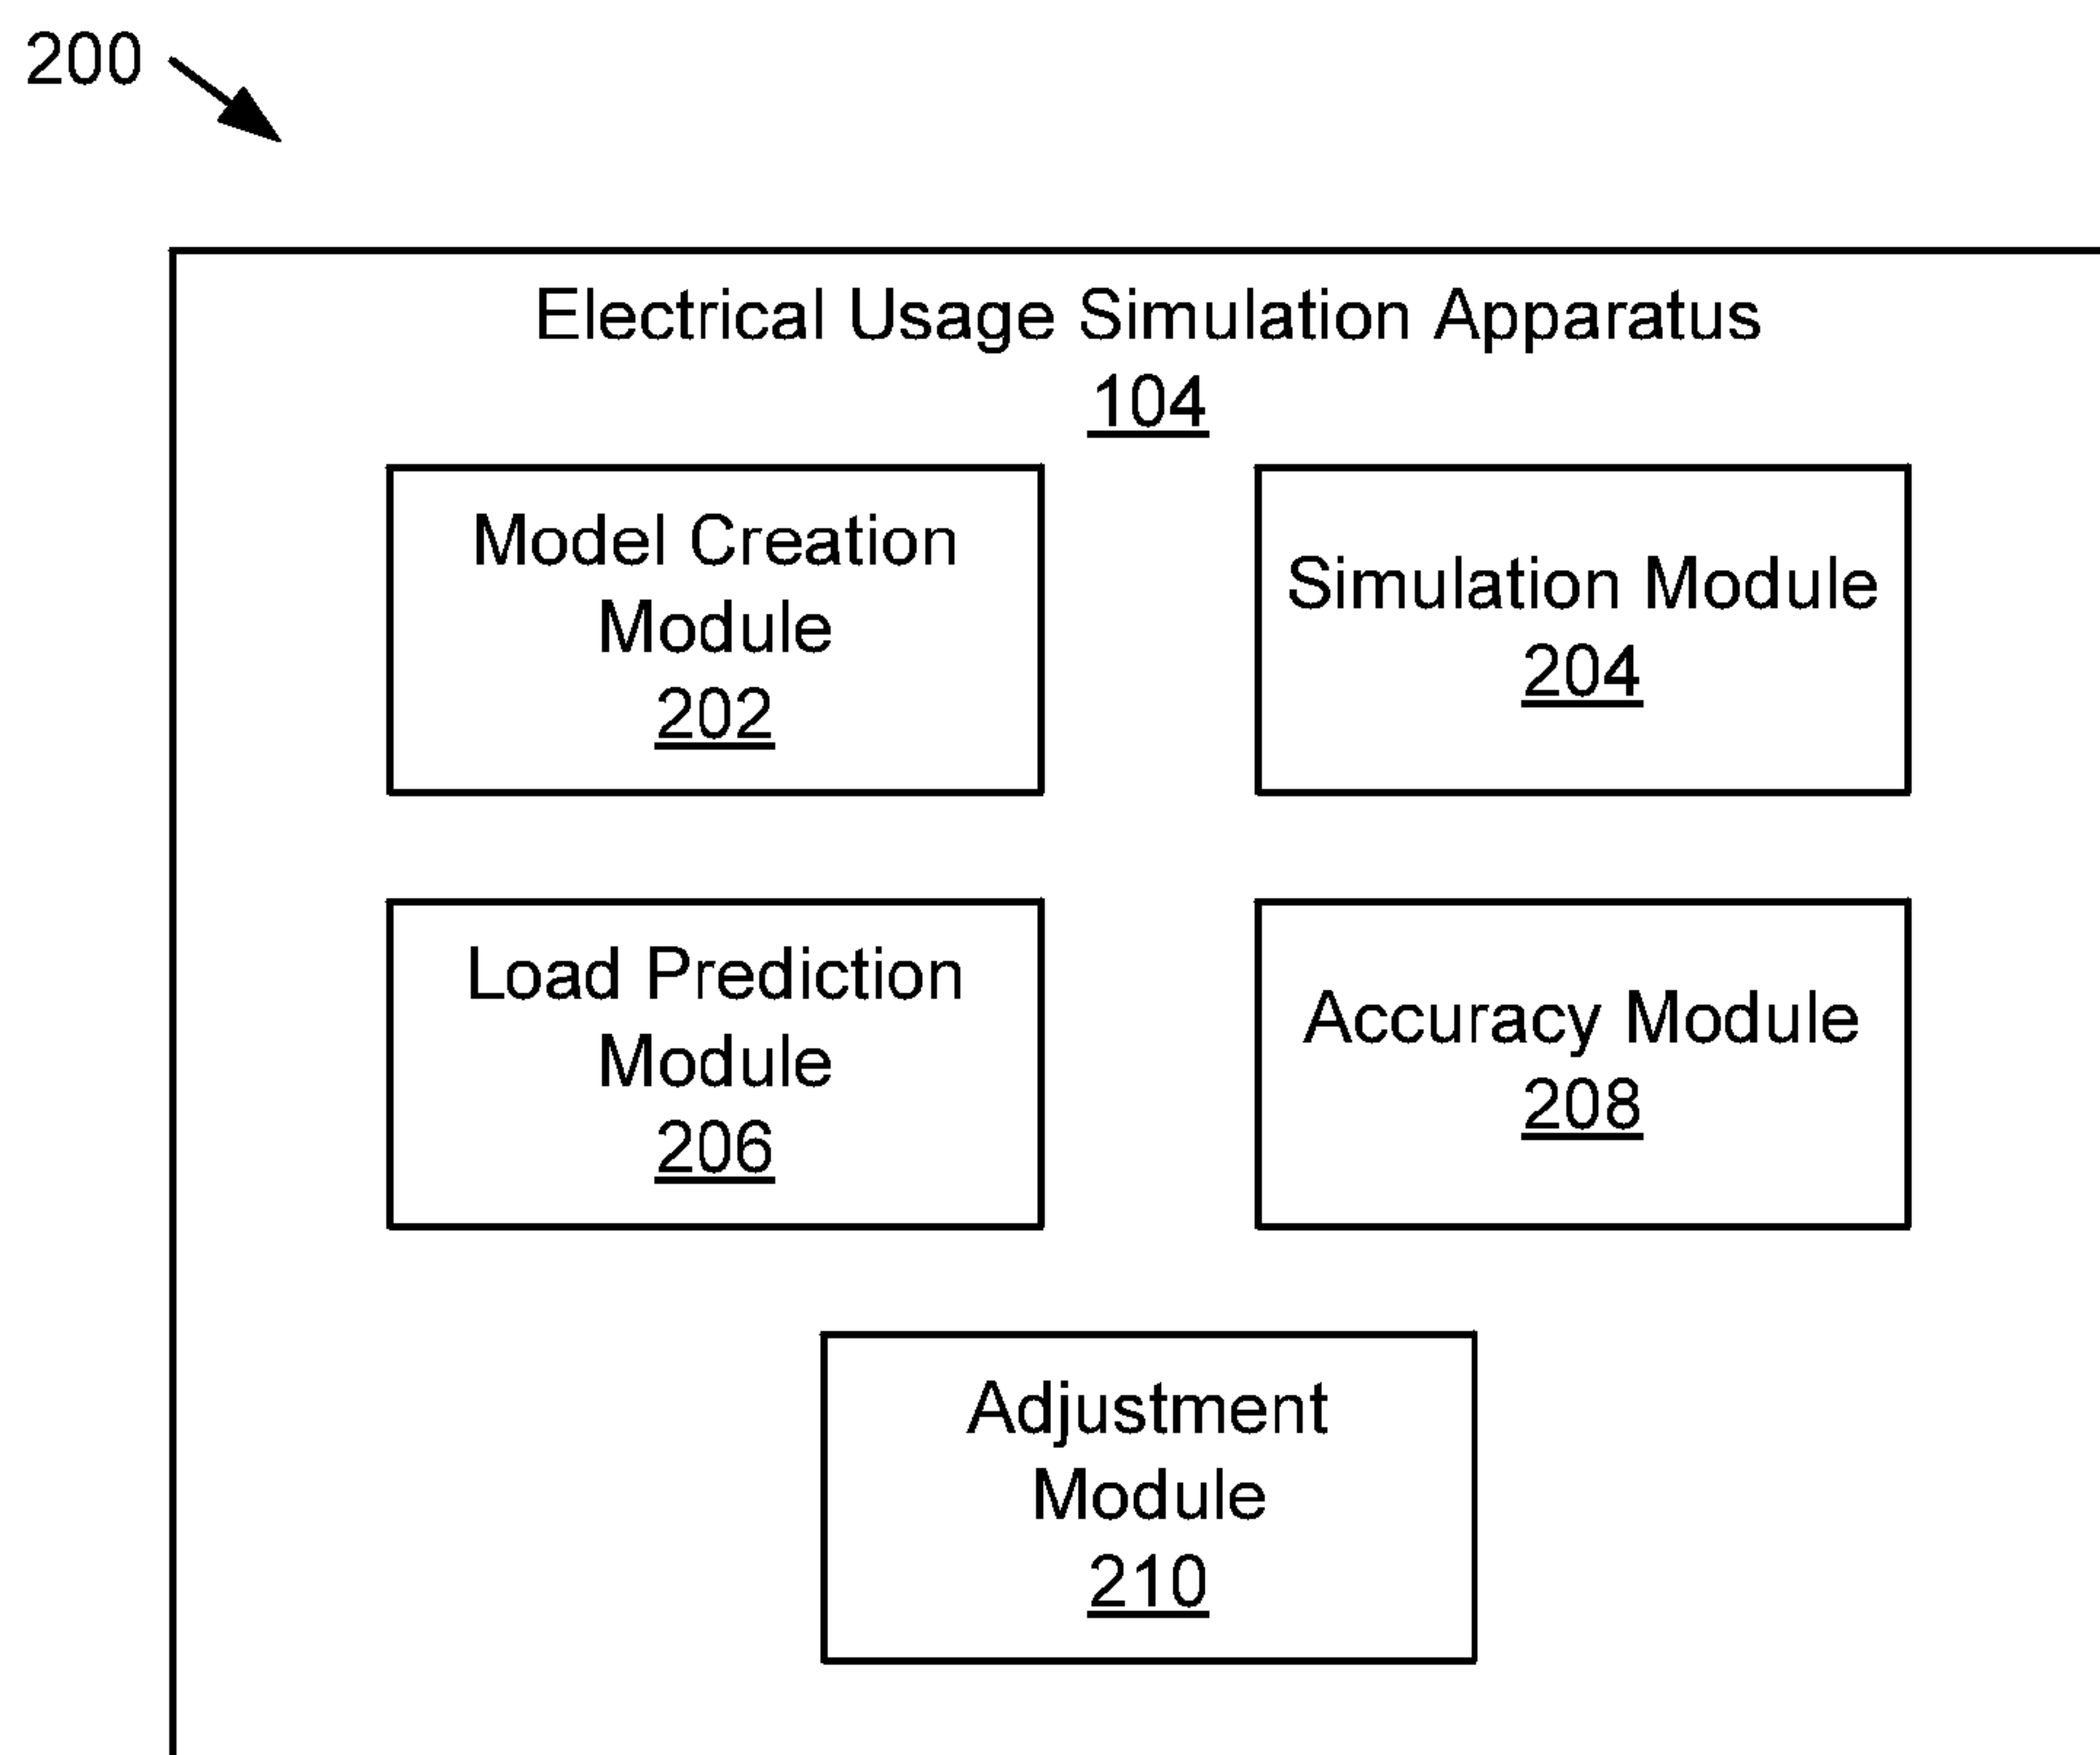 200
Electrical Usage Simulation Apparatus
104
Model Creation
Module
202
Simulation Module
204
Load Prediction
Module
206
Accuracy Module
208
Adjustment
Module
210